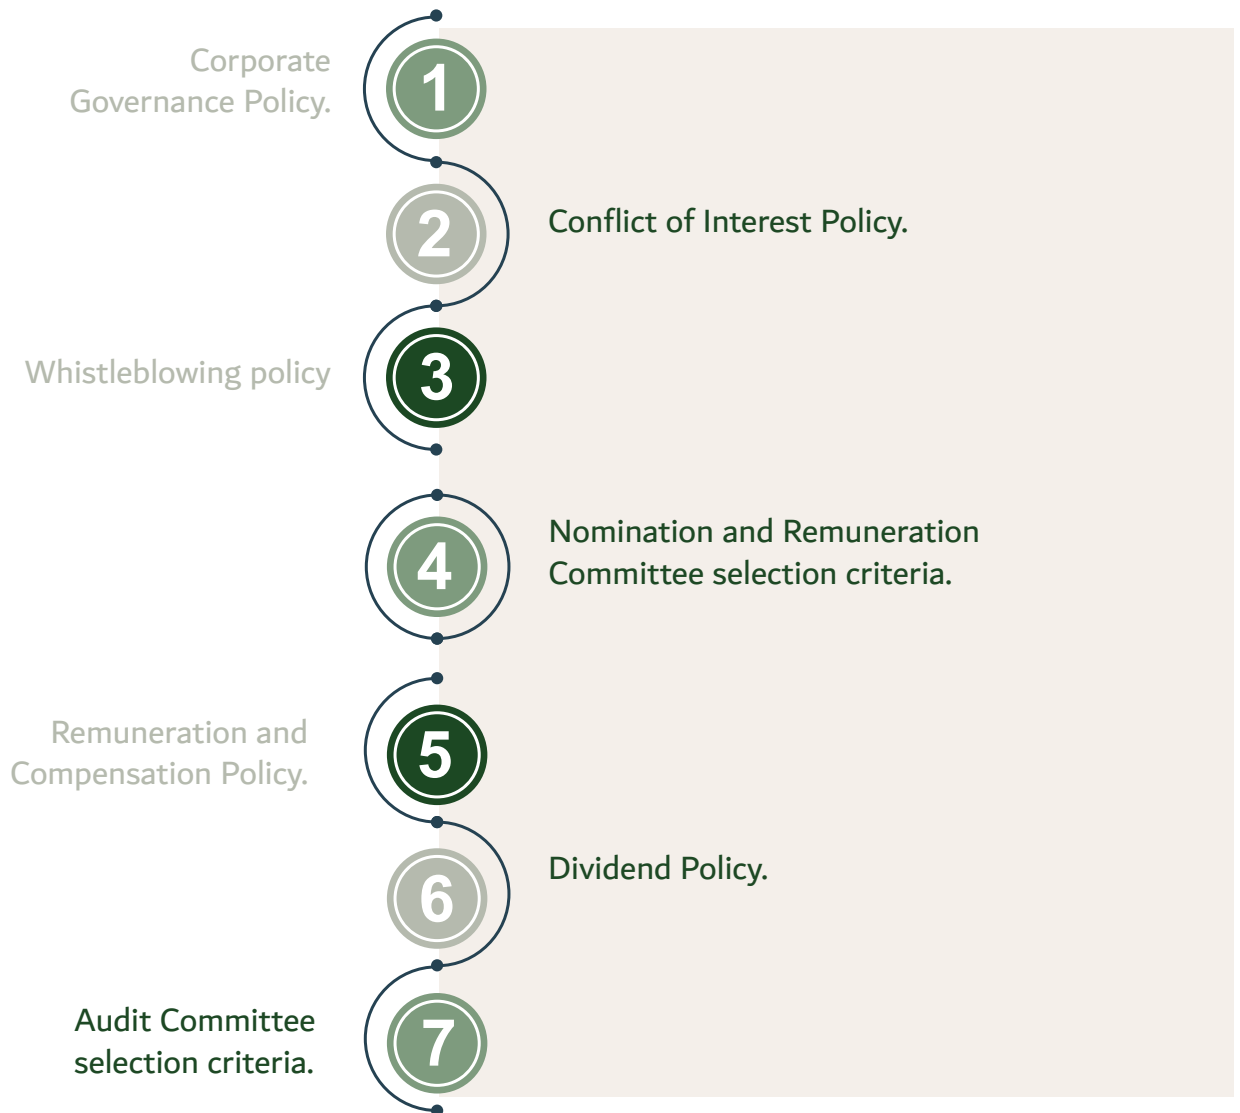 Corporate
Governance Policy.
1
2
Conflict of Interest Policy.
Whistleblowing policy
3
4
Nomination and Remuneration
Committee selection criteria.
Remuneration and
Compensation Policy.
5
6
Dividend Policy.
Audit Committee
selection criteria.
7